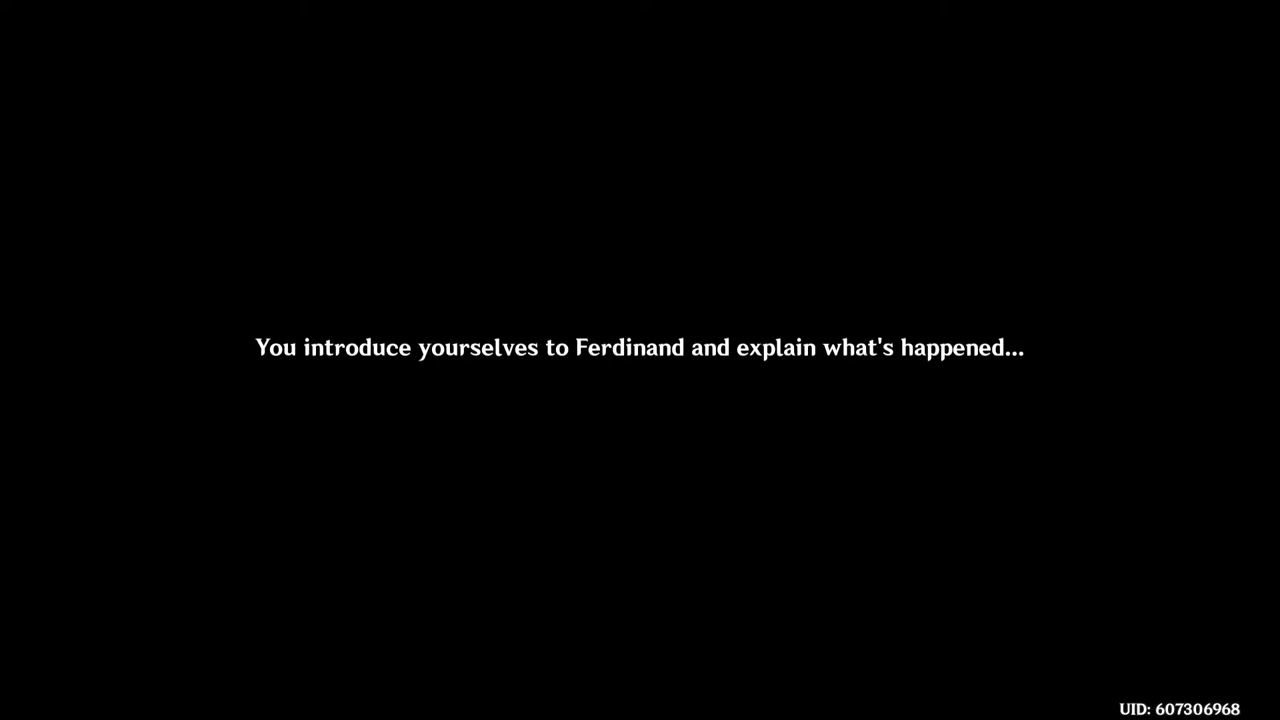 You introduce yourselves to Ferdinand and explain what's happened...
UID: 607306968